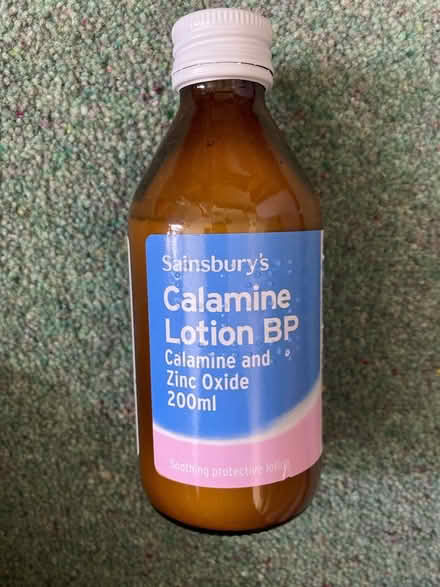 Sainsbury's
Calamine
Lotion BP
Calamine and
Zinc Oxide
200ml
Soothing protective lotion